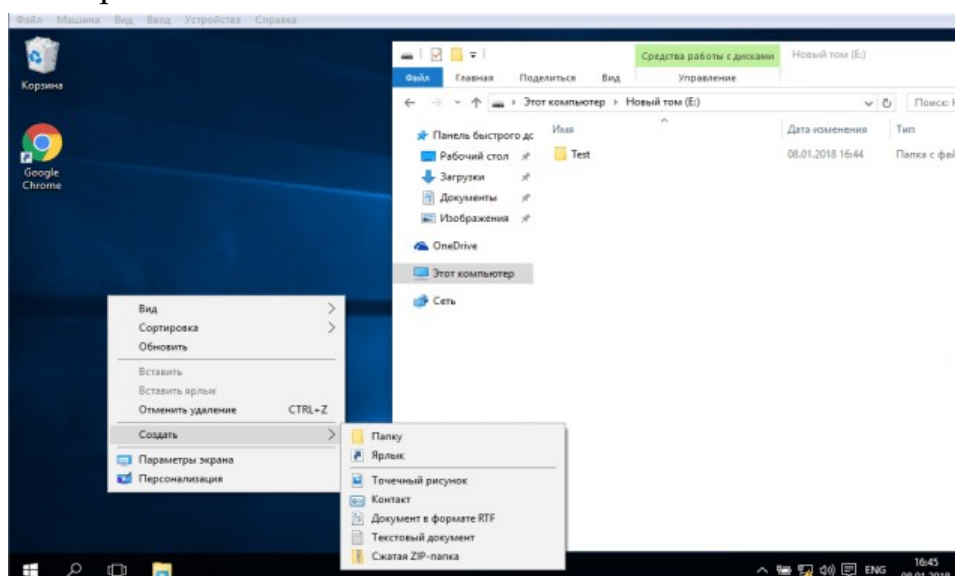 Файл Машина Вид Ввод Устройства Справка
Корзина
Google
Chrome
Средства работы с дисками Новый том (E:)
Файл Главная Поделиться Вид Управление
Этот компьютер Новый том (E:)
Имя Дата изменения Тип
Панель быстрого
Рабочий стол
Test 08.01.2018 16:44 Папка с
Загрузки
Документы
Изображения
OneDrive
Этот компьютер
Сеть
Вид
Сортировка
Обновить
Вставить
Вставить ярлык
Отменить удаление CTRL+Z
Создать
Параметры экрана
Персонализация
Папку
Ярлык
Точечный рисунок
Контакт
Документ в формате RTF
Текстовый документ
Сжатая ZIP-папка
ENG 16:45
08.01.2018